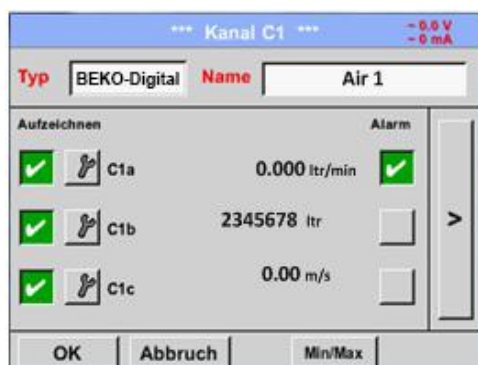 *** Kanal C1 ***
~ 0.0 V
~ 0 mA
Typ BEKO-Digital Name Air 1
Aufzeichnen Alarm
C1a 0.000 ltr/min
C1b 2345678 ltr
C1c 0.00 m/s
>
OK Abbruch Min/Max